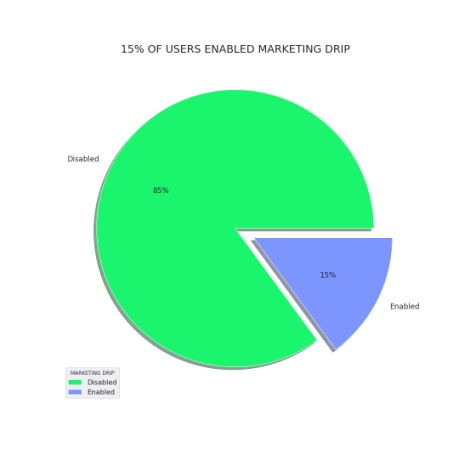 15% OF USERS ENABLED MARKETING DRIP
Disabled
85%
15%
Enabled
MARKETING DRIP
Disabled
Enabled